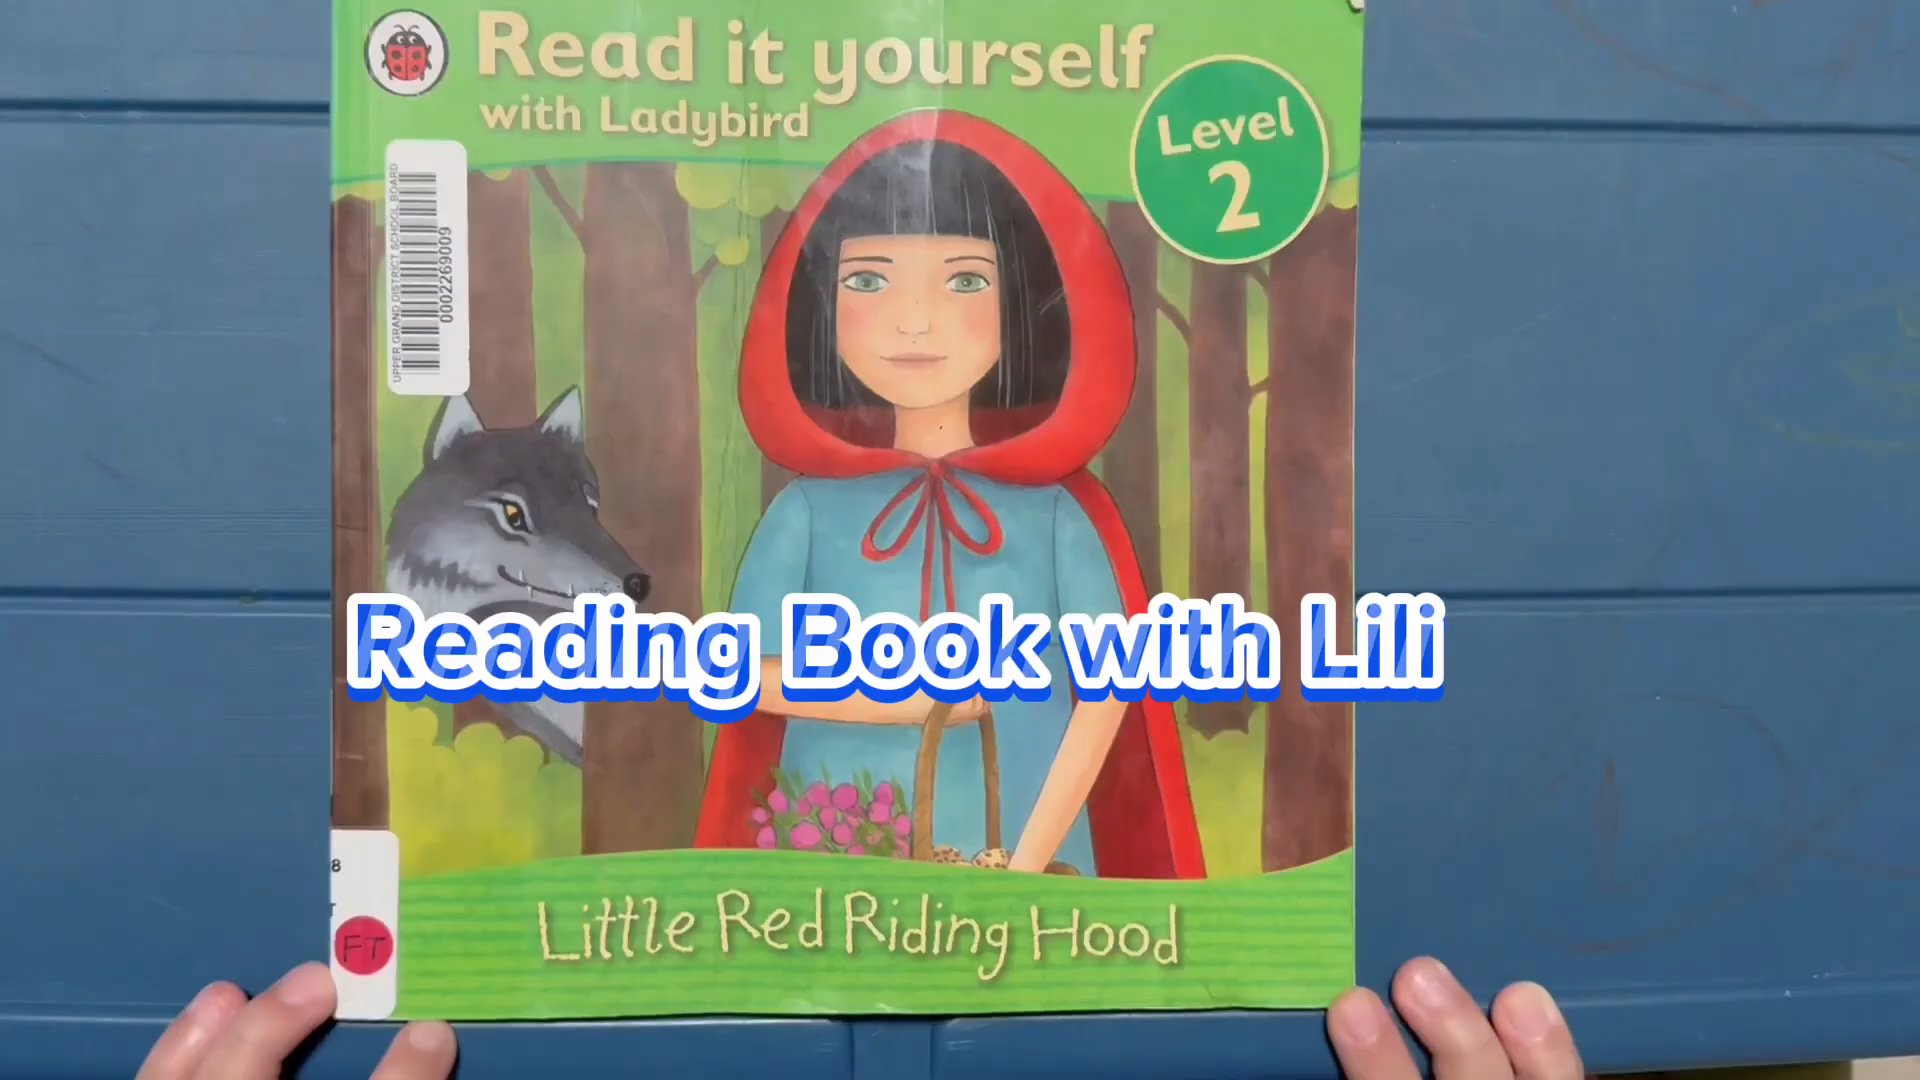 Read it yourself
with Ladybird
Level
2
UPPER GRAND DISTRICT SCHOOL BOARD
0002269009
Reading Book with Lili
8
T
FT
Little Red Riding Hood